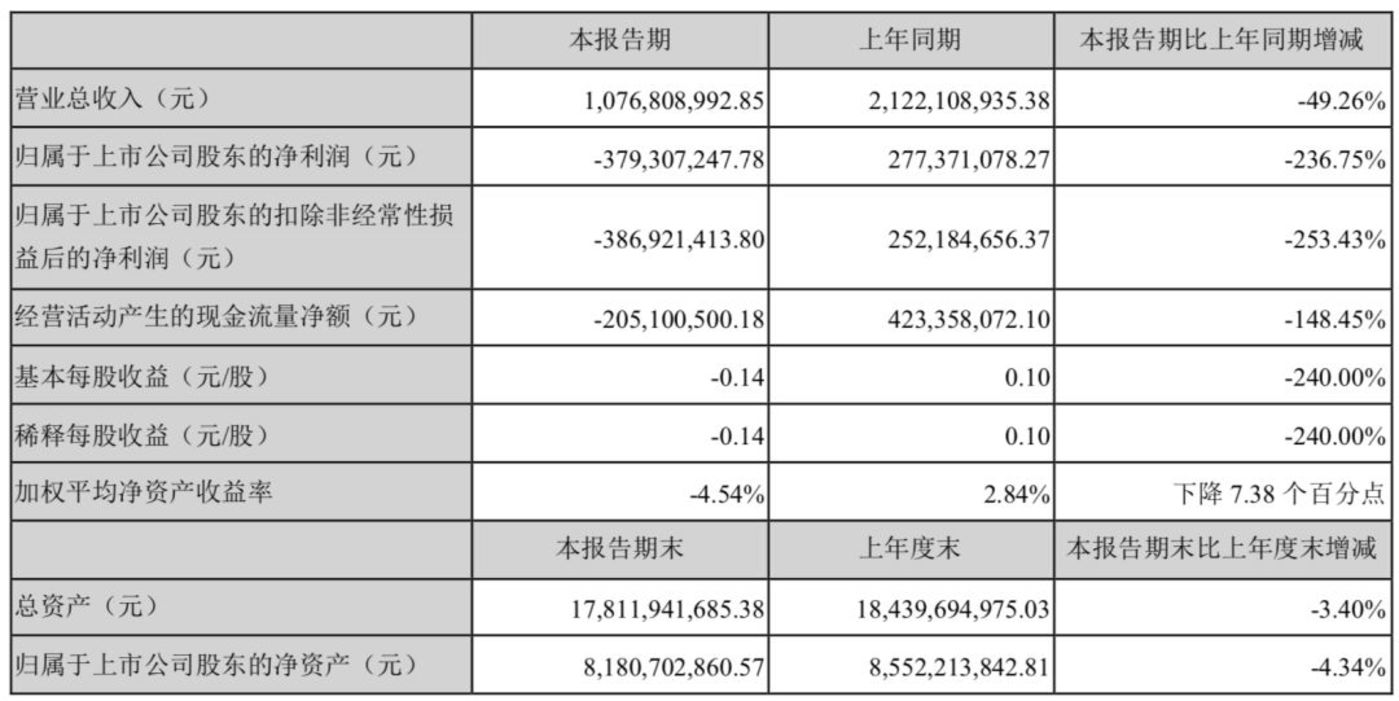 本报告期 上年同期 本报告期比上年同期增减
营业总收入（元） 1,076,808,992.85 2,122,108,935.38 -49.26%
归属于上市公司股东的净利润（元） -379,307,247.78 277,371,078.27 -236.75%
归属于上市公司股东的扣除非经常性损
益后的净利润（元） -386,921,413.80 252,184,656.37 -253.43%
经营活动产生的现金流量净额（元） -205,100,500.18 423,358,072.10 -148.45%
基本每股收益（元/股） -0.14 0.10 -240.00%
稀释每股收益（元/股） -0.14 0.10 -240.00%
加权平均净资产收益率 -4.54% 2.84% 下降 7.38 个百分点
本报告期末 上年度末 本报告期末比上年度末增减
总资产（元） 17,811,941,685.38 18,439,694,975.03 -3.40%
归属于上市公司股东的净资产（元） 8,180,702,860.57 8,552,213,842.81 -4.34%